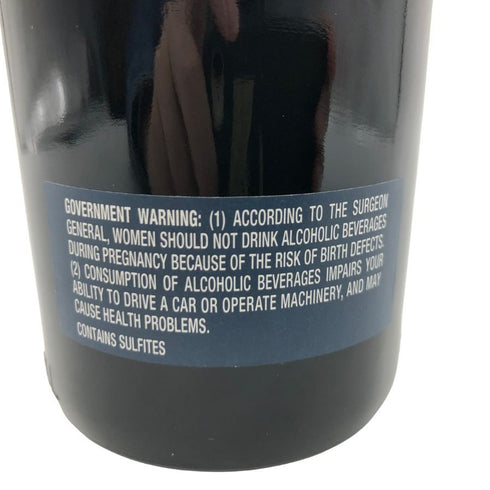 GOVERNMENT WARNING: (1) ACCORDING TO THE SURGEON
GENERAL, WOMEN SHOULD NOT DRINK ALCOHOLIC BEVERAGES
DURING PREGNANCY BECAUSE OF THE RISK OF BIRTH DEFECTS.
(2) CONSUMPTION OF ALCOHOLIC BEVERAGES IMPAIRS YOUR
ABILITY TO DRIVE A CAR OR OPERATE MACHINERY, AND MAY
CAUSE HEALTH PROBLEMS.
CONTAINS SULFITES